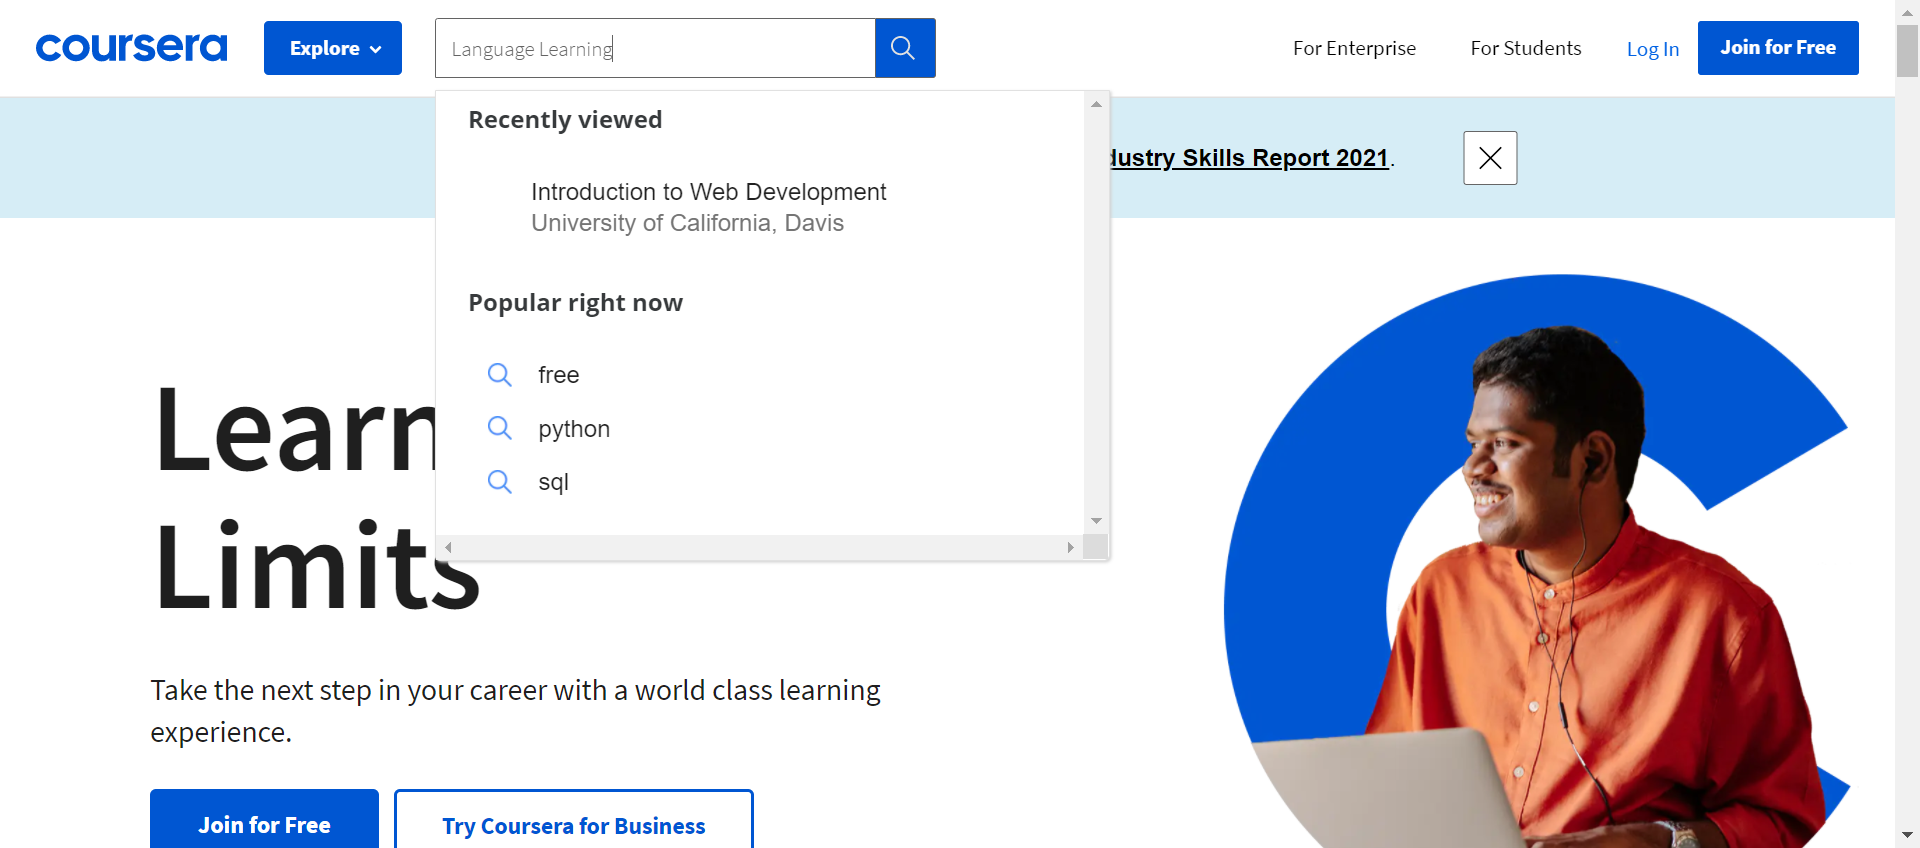 coursera
Explore
Language Learning
For Enterprise
For Students
Log In
Join for Free
Recently viewed
Introduction to Web Development
University of California, Davis
Popular right now
free
python
sql
dustry Skills Report 2021.
Learn
Limits
Take the next step in your career with a world class learning
experience.
Join for Free
Try Coursera for Business